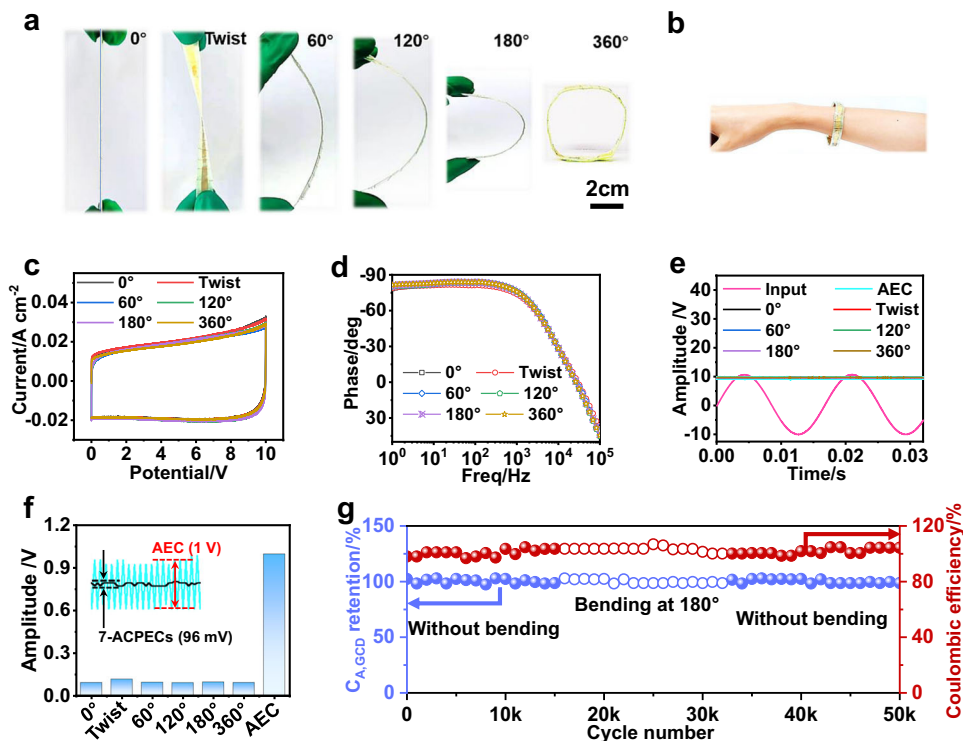 a
0°
Twist
60°
120°
180°
360°
2cm
b
c
Current/A cm⁻²
0.04
0.02
0.00
-0.02
0° Twist
60° 120°
180° 360°
0 2 4 6 8 10
Potential/V
d
Phase/deg
-90
-60
-30
0
30
0° Twist
60° 120°
180° 360°
10⁰ 10¹ 10² 10³ 10⁴ 10⁵
Freq/Hz
e
Amplitude /V
40
30
20
10
0
-10
Input AEC
0° Twist
60° 120°
180° 360°
0.00 0.01 0.02 0.03
Time/s
f
Amplitude /V
1.2
0.9
0.6
0.3
0.0
AEC (1 V)
7-ACPECs (96 mV)
0° Twist 60° 120° 180° 360° AEC
g
C_A,GCD retention/%
150
100
50
0
Without bending
Bending at 180°
Without bending
120
80
40
0
Coulombic efficiency/%
0 10k 20k 30k 40k 50k
Cycle number